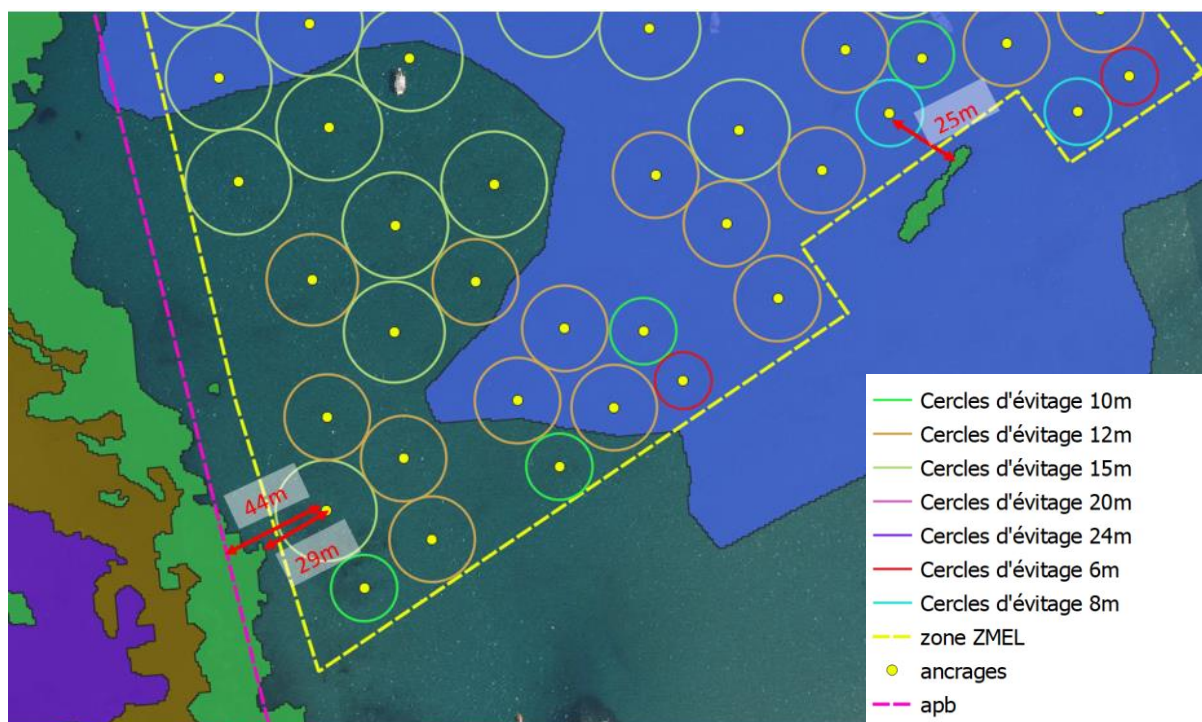 25m
44m
29m
Cercles d'évitage 10m
Cercles d'évitage 12m
Cercles d'évitage 15m
Cercles d'évitage 20m
Cercles d'évitage 24m
Cercles d'évitage 6m
Cercles d'évitage 8m
zone ZMEL
ancrages
apb